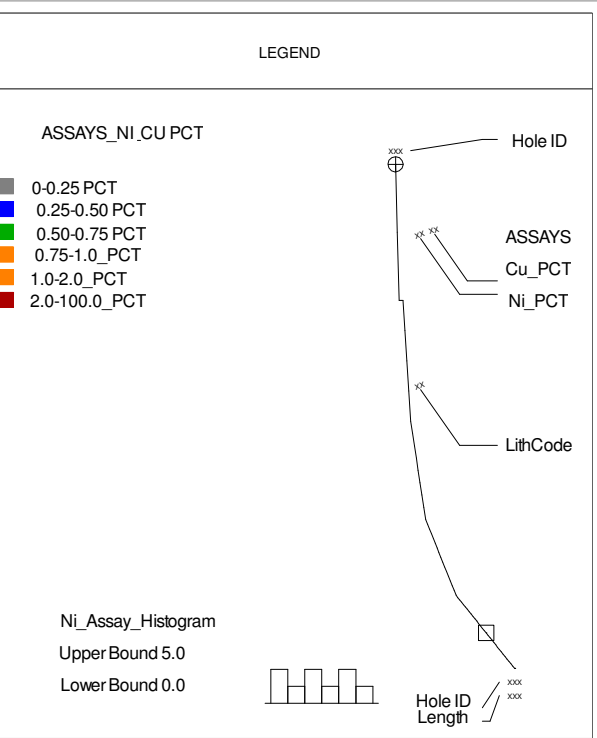 LEGEND
ASSAYS_NI_CU PCT
0-0.25 PCT
0.25-0.50 PCT
0.50-0.75 PCT
0.75-1.0_PCT
1.0-2.0_PCT
2.0-100.0_PCT
xxx
Hole ID
xx xx
ASSAYS
Cu_PCT
Ni_PCT
xx
LithCode
Ni_Assay_Histogram
Upper Bound 5.0
Lower Bound 0.0
xxx
Hole ID
xxx
Length